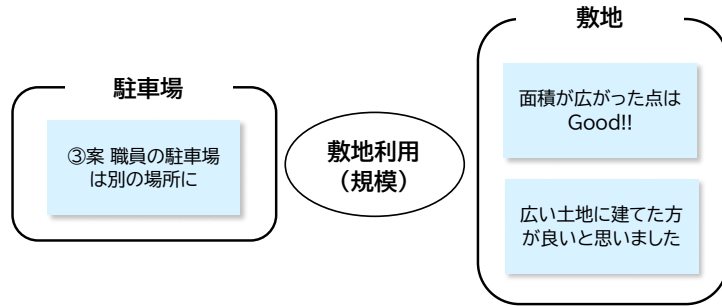 駐車場
③案 職員の駐車場
は別の場所に
敷地利用
（規模）
敷地
面積が広がった点は
Good!!
広い土地に建てた方
が良いと思いました